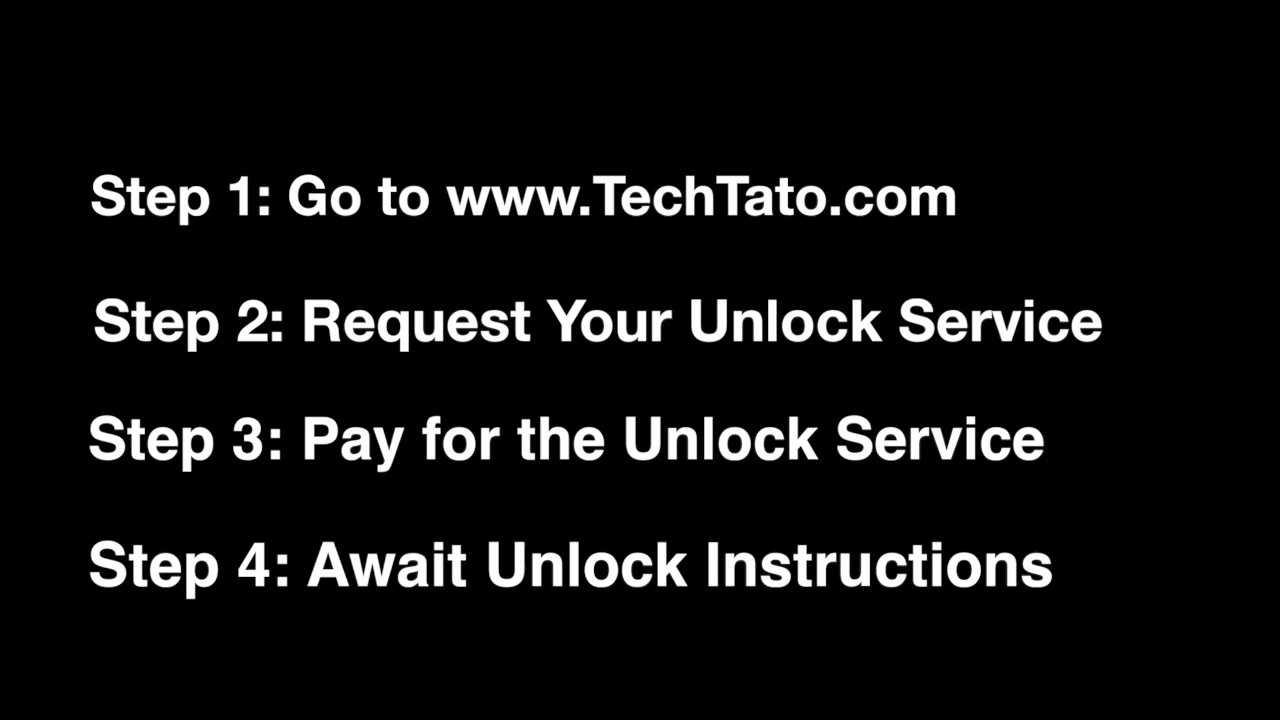 Step 1: Go to www.TechTato.com
Step 2: Request Your Unlock Service
Step 3: Pay for the Unlock Service
Step 4: Await Unlock Instructions